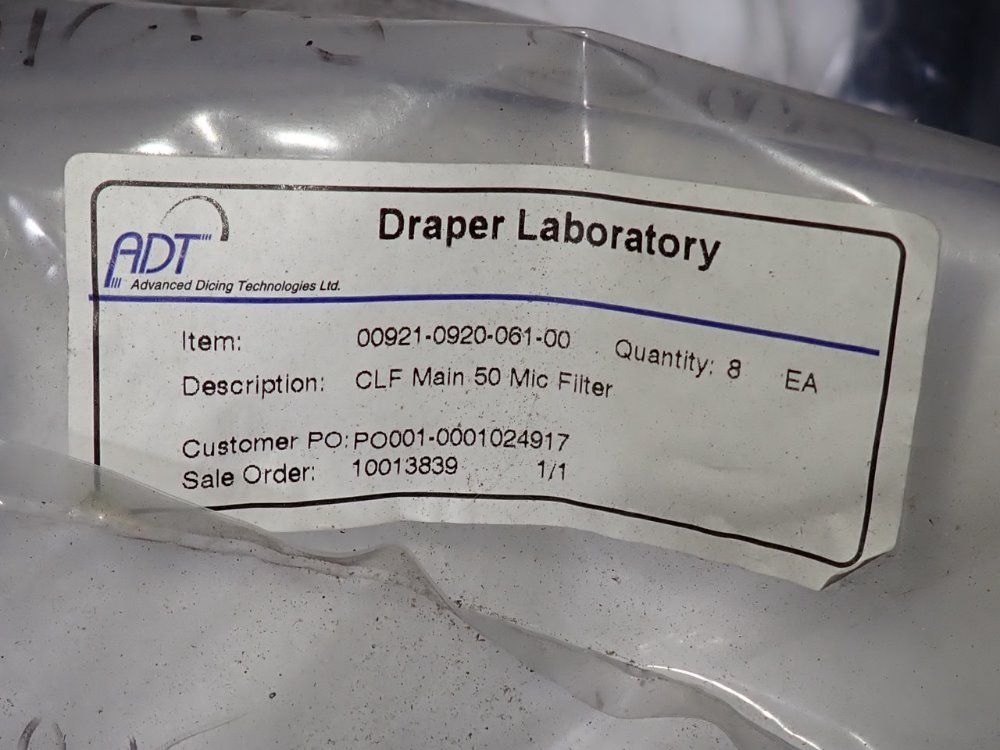 Draper Laboratory
ADT
Advanced Dicing Technologies Ltd.
Item: 00921-0920-061-00 Quantity: 8 EA
Description: CLF Main 50 Mic Filter
Customer PO: PO001-0001024917
Sale Order: 10013839 1/1